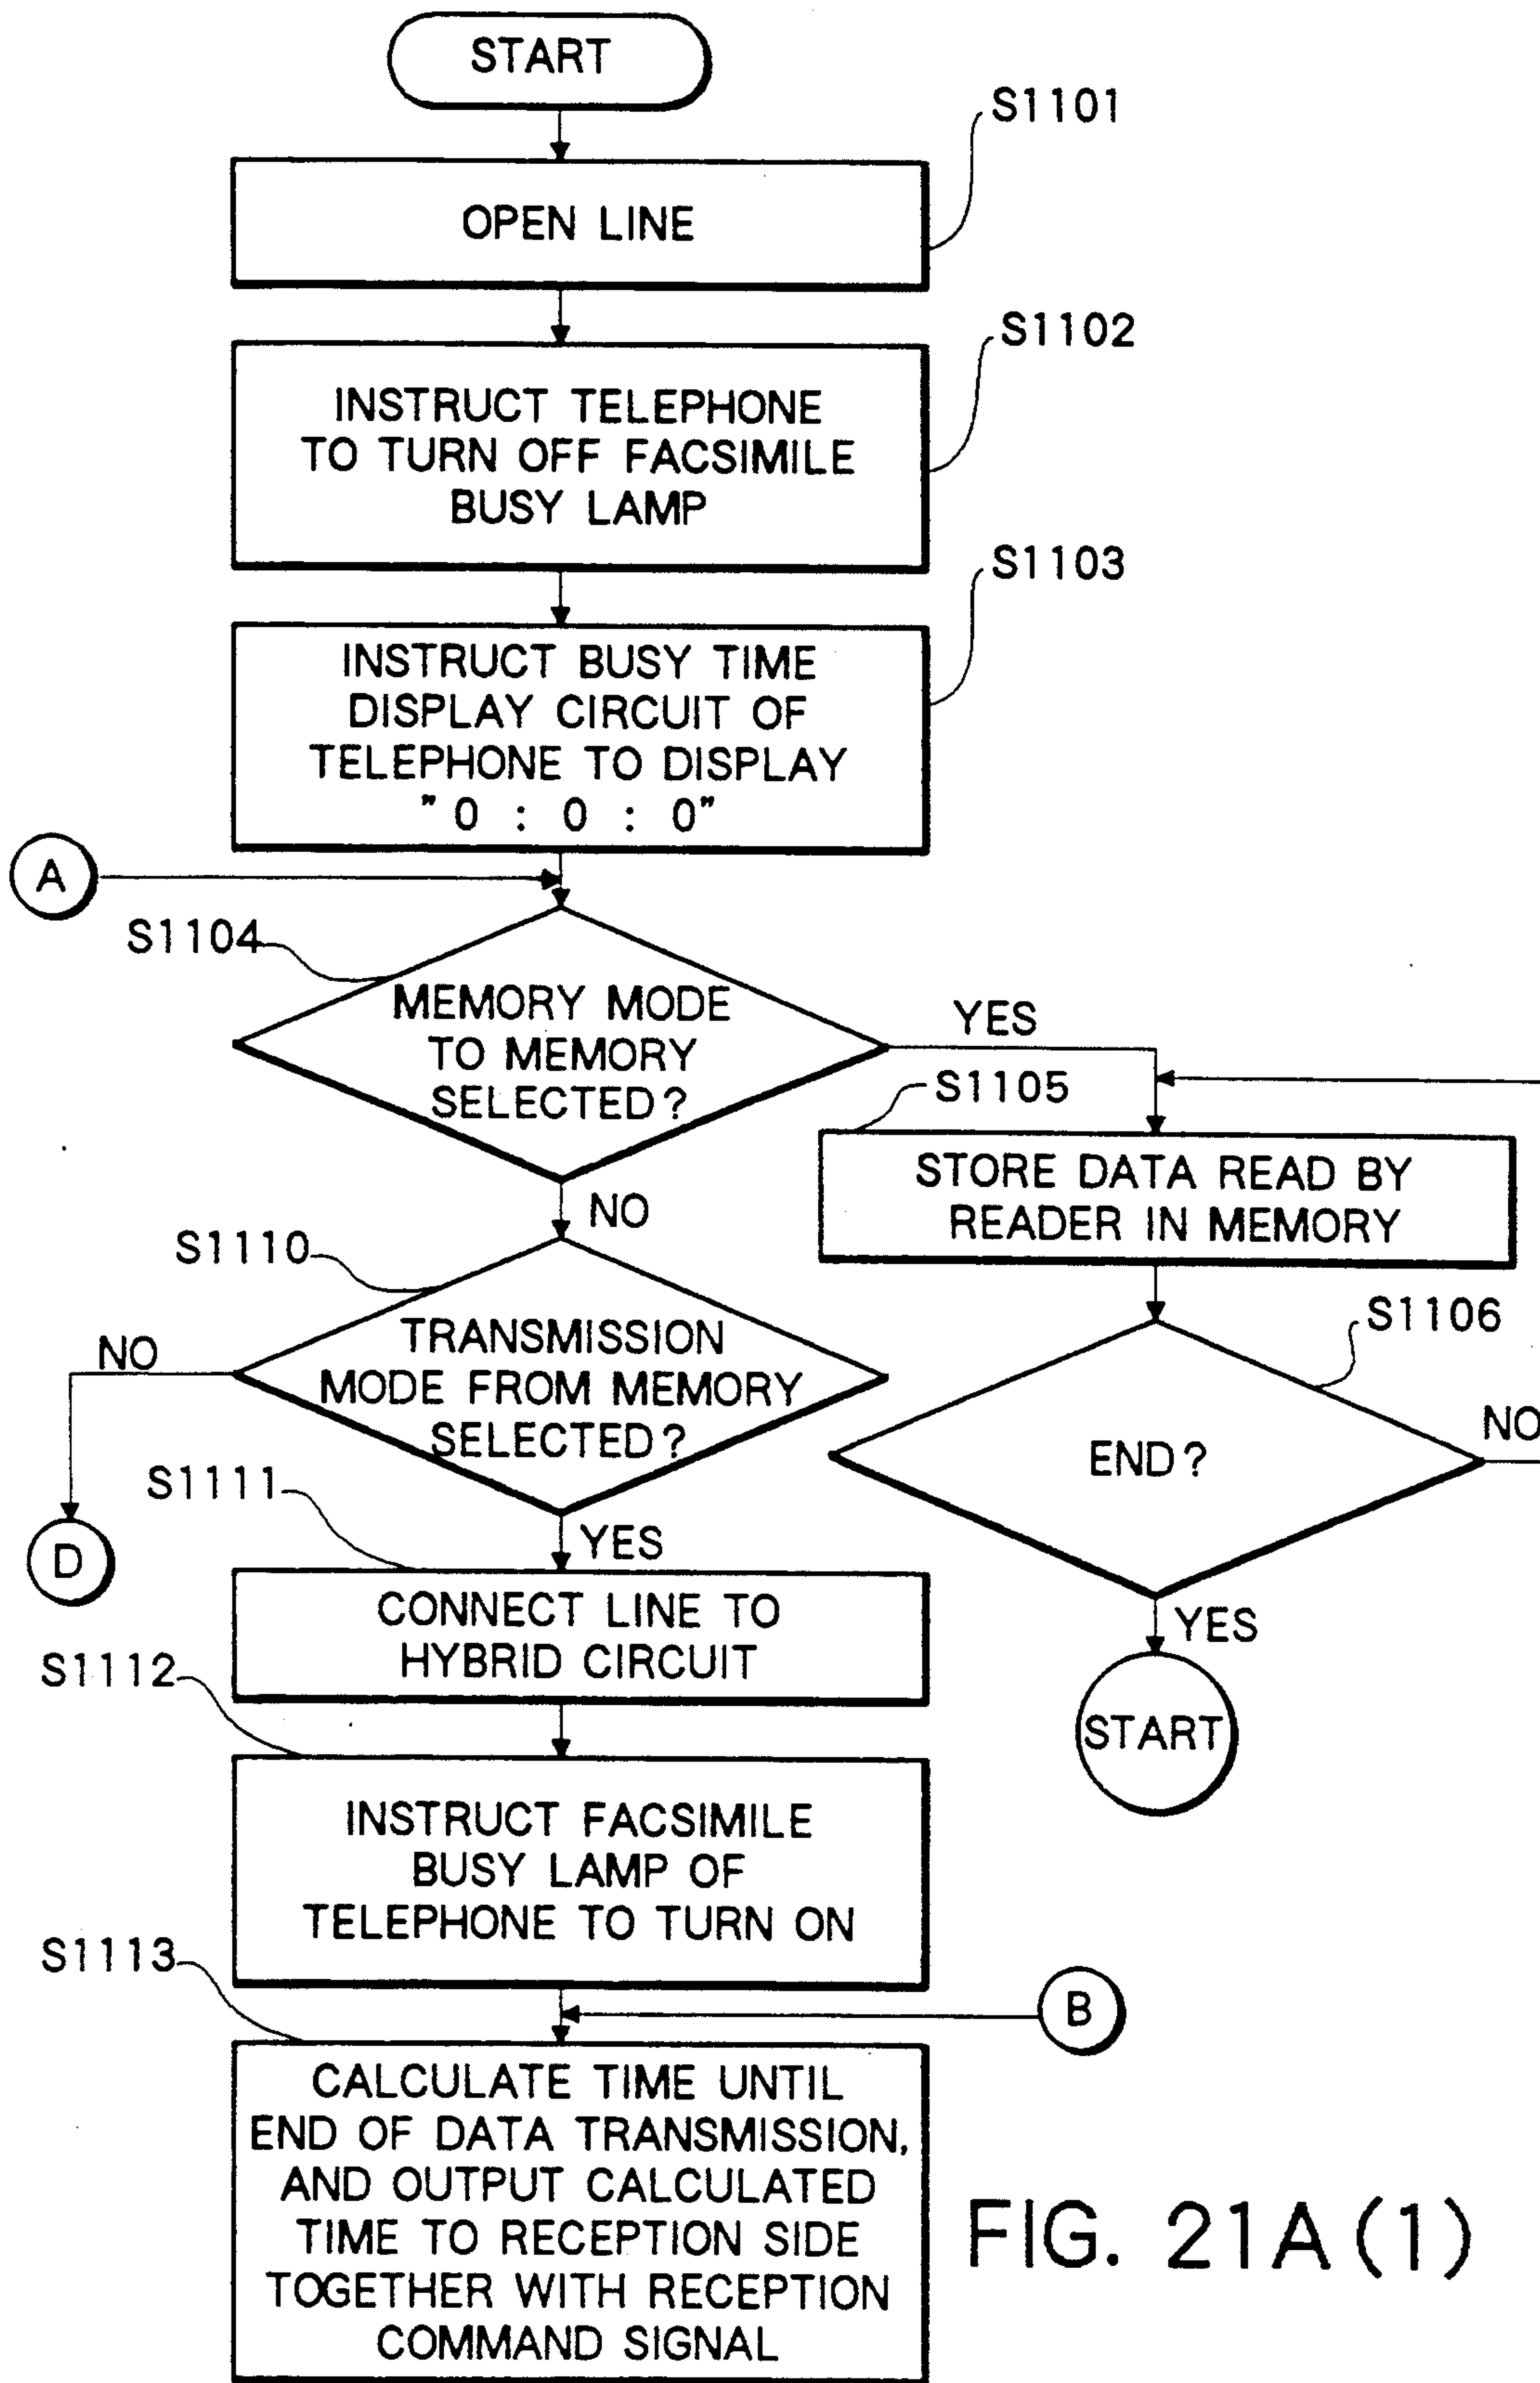 START
S1101
OPEN LINE
S1102
INSTRUCT TELEPHONE
TO TURN OFF FACSIMILE
BUSY LAMP
S1103
INSTRUCT BUSY TIME
DISPLAY CIRCUIT OF
TELEPHONE TO DISPLAY
"0 : 0 : 0"
A
S1104
MEMORY MODE
TO MEMORY
SELECTED?
YES
S1105
STORE DATA READ BY
READER IN MEMORY
NO
S1110
TRANSMISSION
MODE FROM MEMORY
SELECTED?
NO
D
S1106
END?
NO
YES
START
S1111
YES
CONNECT LINE TO
HYBRID CIRCUIT
S1112
INSTRUCT FACSIMILE
BUSY LAMP OF
TELEPHONE TO TURN ON
S1113
B
CALCULATE TIME UNTIL
END OF DATA TRANSMISSION,
AND OUTPUT CALCULATED
TIME TO RECEPTION SIDE
TOGETHER WITH RECEPTION
COMMAND SIGNAL
FIG. 21A(1)